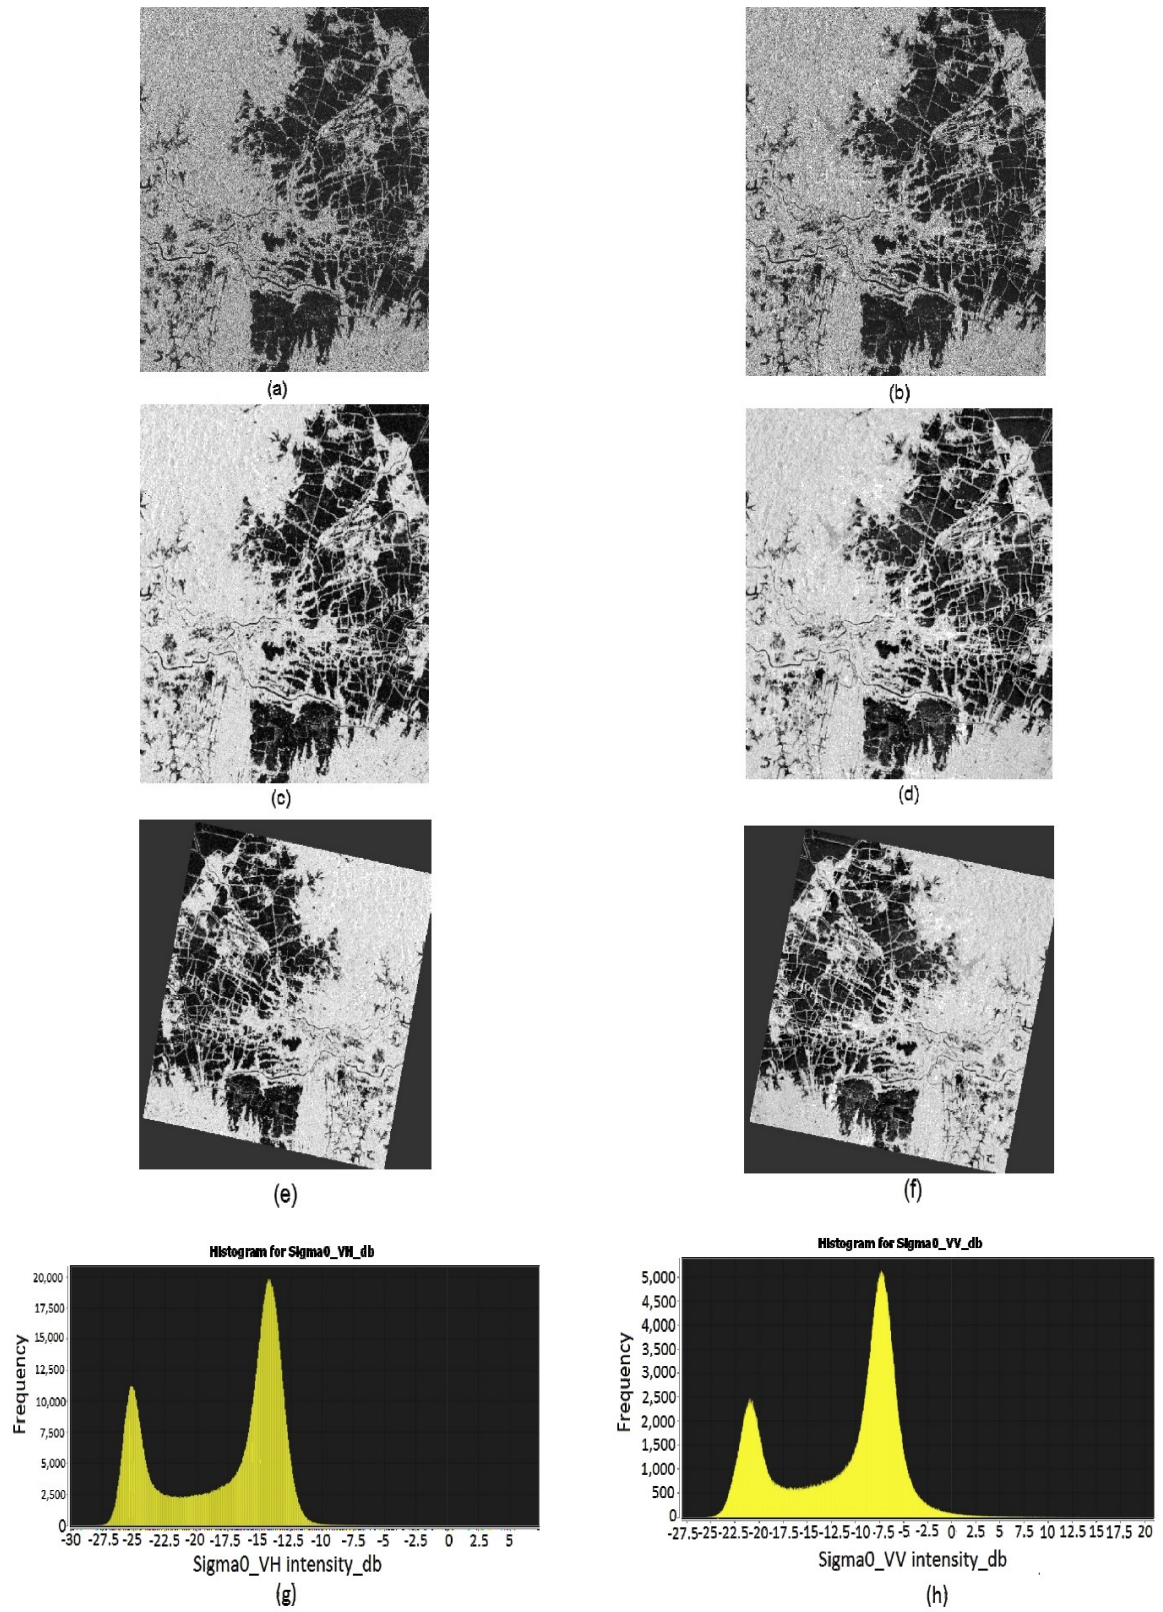 (a)
(b)
(c)
(d)
(e)
(f)
Histogram for Sigma0_VH_db
20,000
17,500
15,000
12,500
10,000
7,500
5,000
2,500
0
Frequency
-30 -27.5 -25 -22.5 -20 -17.5 -15 -12.5 -10 -7.5 -5 -2.5 0 2.5 5
Sigma0_VH intensity_db
(g)
Histogram for Sigma0_VV_db
5,000
4,500
4,000
3,500
3,000
2,500
2,000
1,500
1,000
500
0
Frequency
-27.5 -25 -22.5 -20 -17.5 -15 -12.5 -10 -7.5 -5 -2.5 0 2.5 5 7.5 10 12.5 15 17.5 20
Sigma0_VV intensity_db
(h)